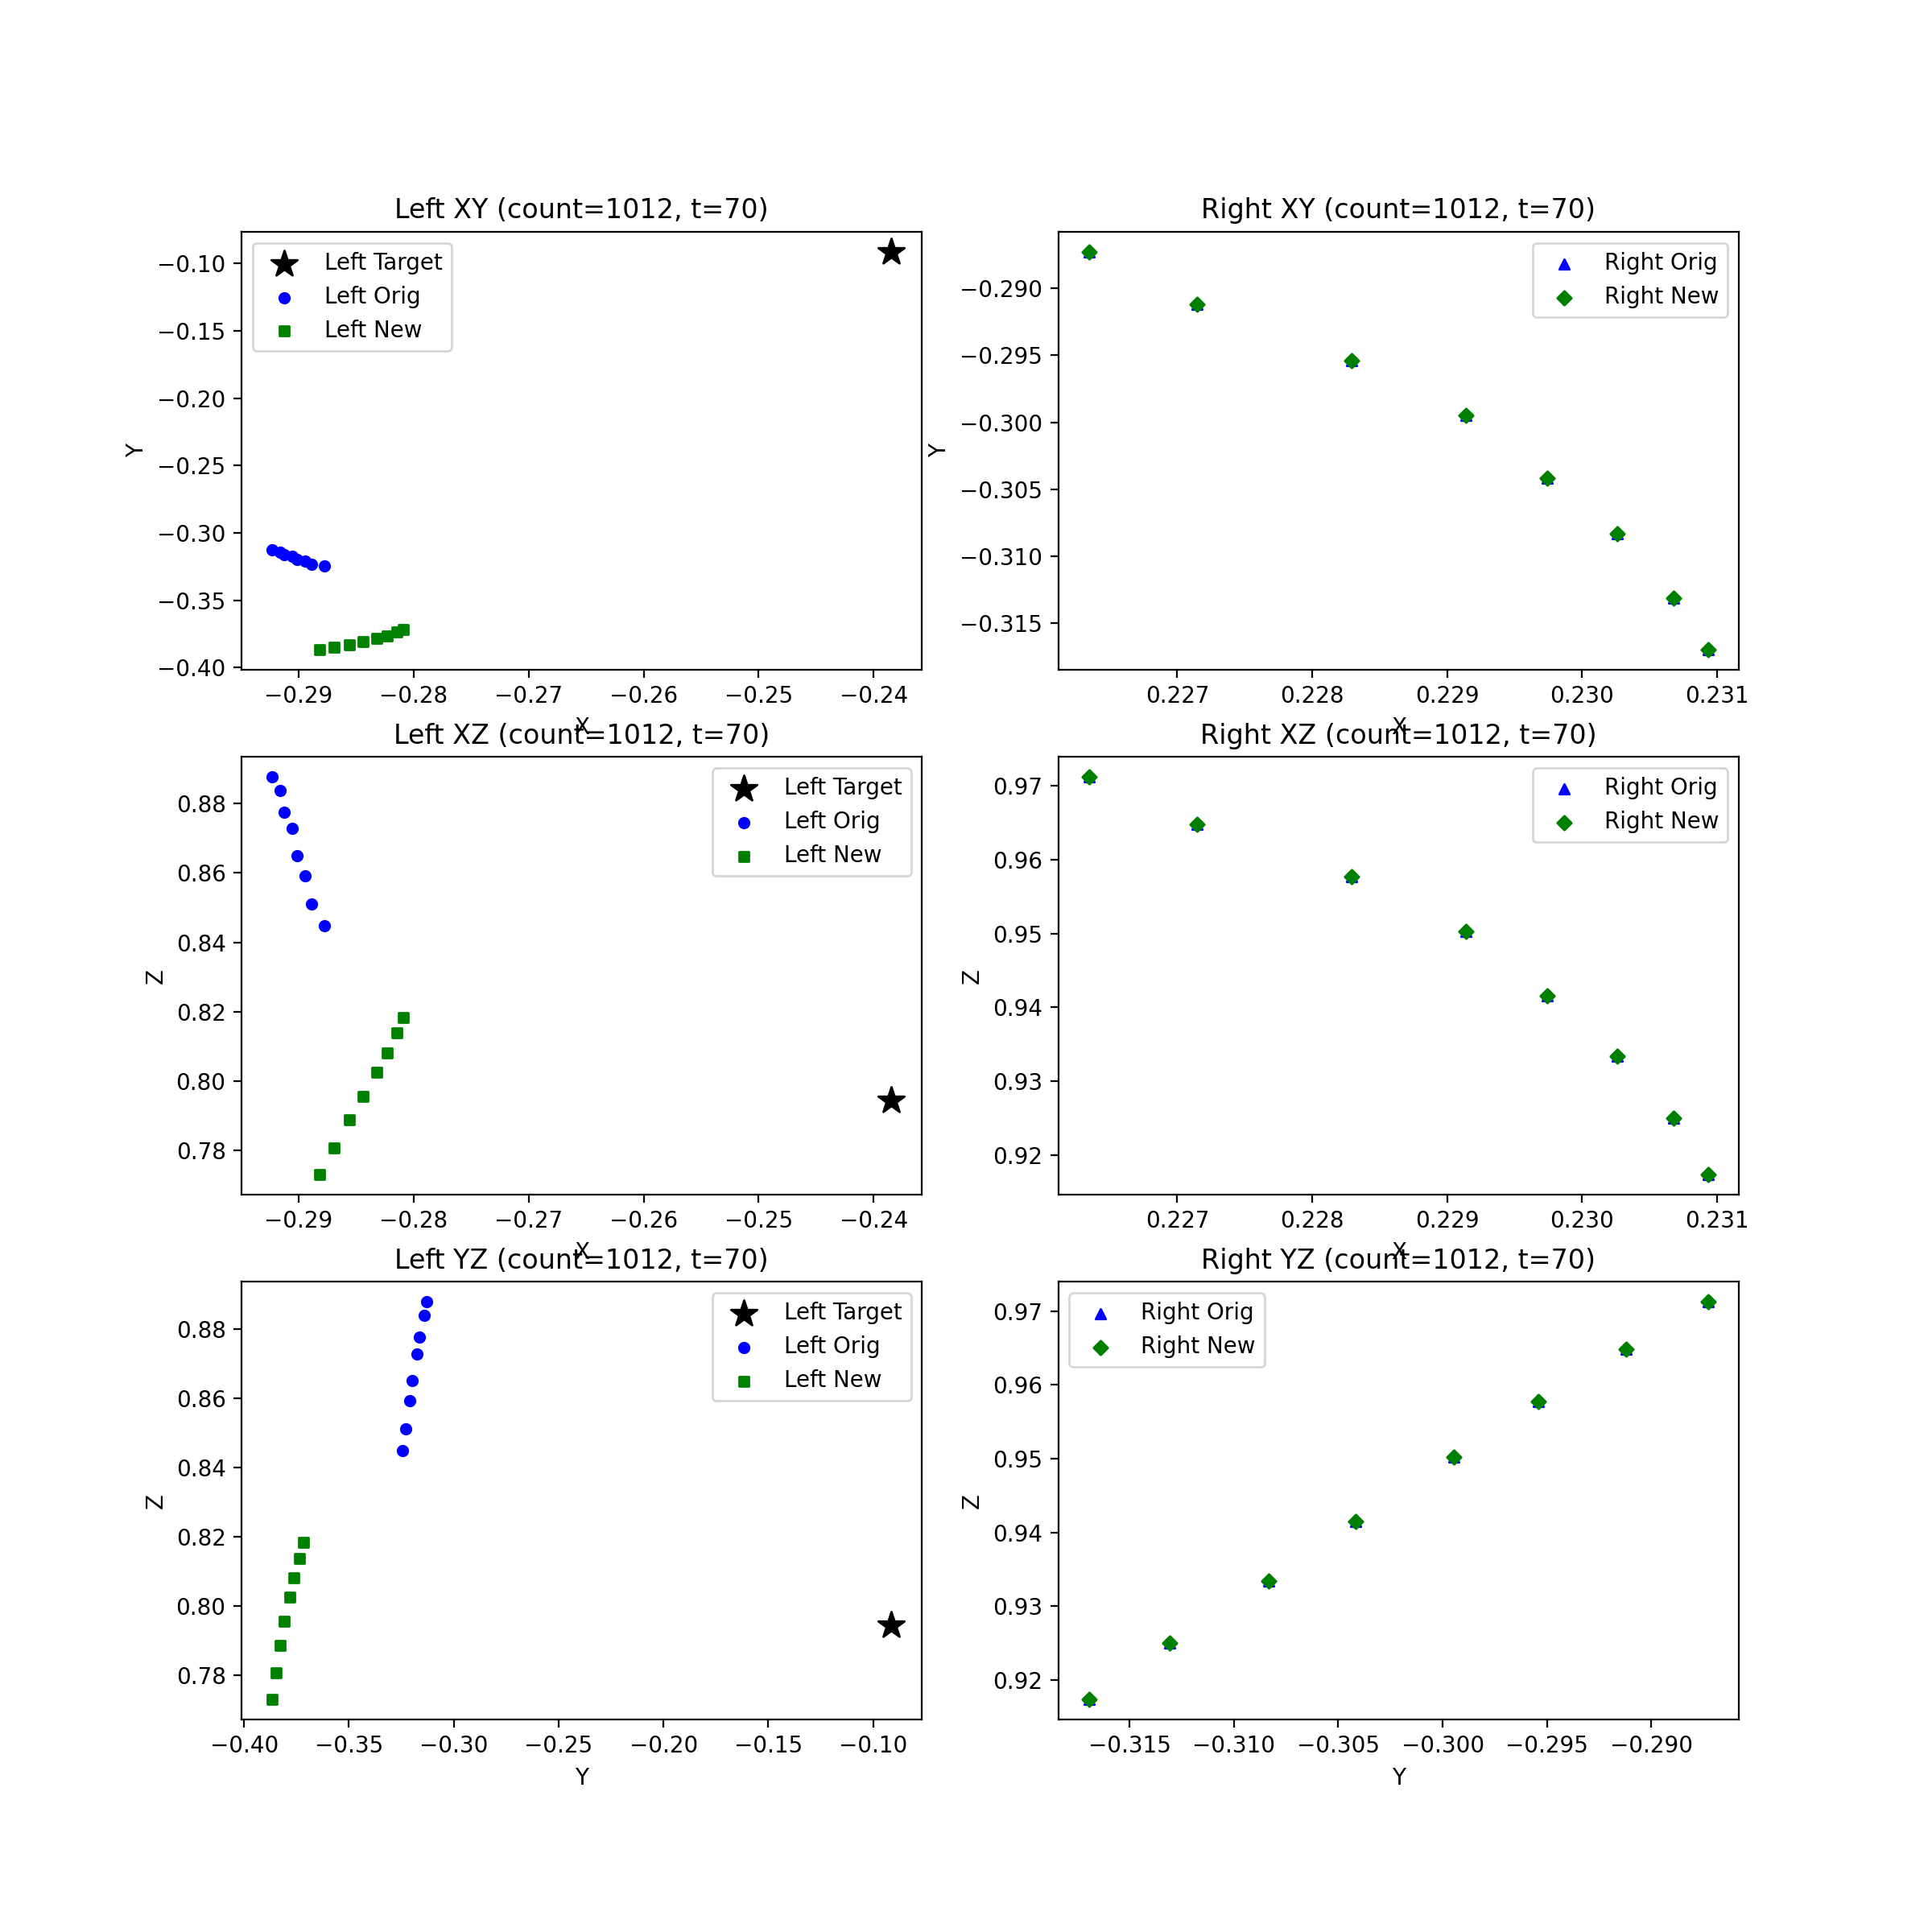 Left XY (count=1012, t=70)
Left Target
Left Orig
Left New
−0.10
−0.15
−0.20
−0.25
−0.30
−0.35
−0.40
Y
−0.29 −0.28 −0.27 −0.26 −0.25 −0.24
X
Right XY (count=1012, t=70)
Right Orig
Right New
−0.290
−0.295
−0.300
−0.305
−0.310
−0.315
Y
0.227 0.228 0.229 0.230 0.231
X
Left XZ (count=1012, t=70)
Left Target
Left Orig
Left New
0.88
0.86
0.84
0.82
0.80
0.78
Z
−0.29 −0.28 −0.27 −0.26 −0.25 −0.24
X
Right XZ (count=1012, t=70)
Right Orig
Right New
0.97
0.96
0.95
0.94
0.93
0.92
Z
0.227 0.228 0.229 0.230 0.231
X
Left YZ (count=1012, t=70)
Left Target
Left Orig
Left New
0.88
0.86
0.84
0.82
0.80
0.78
Z
−0.40 −0.35 −0.30 −0.25 −0.20 −0.15 −0.10
Y
Right YZ (count=1012, t=70)
Right Orig
Right New
0.97
0.96
0.95
0.94
0.93
0.92
Z
−0.315 −0.310 −0.305 −0.300 −0.295 −0.290
Y